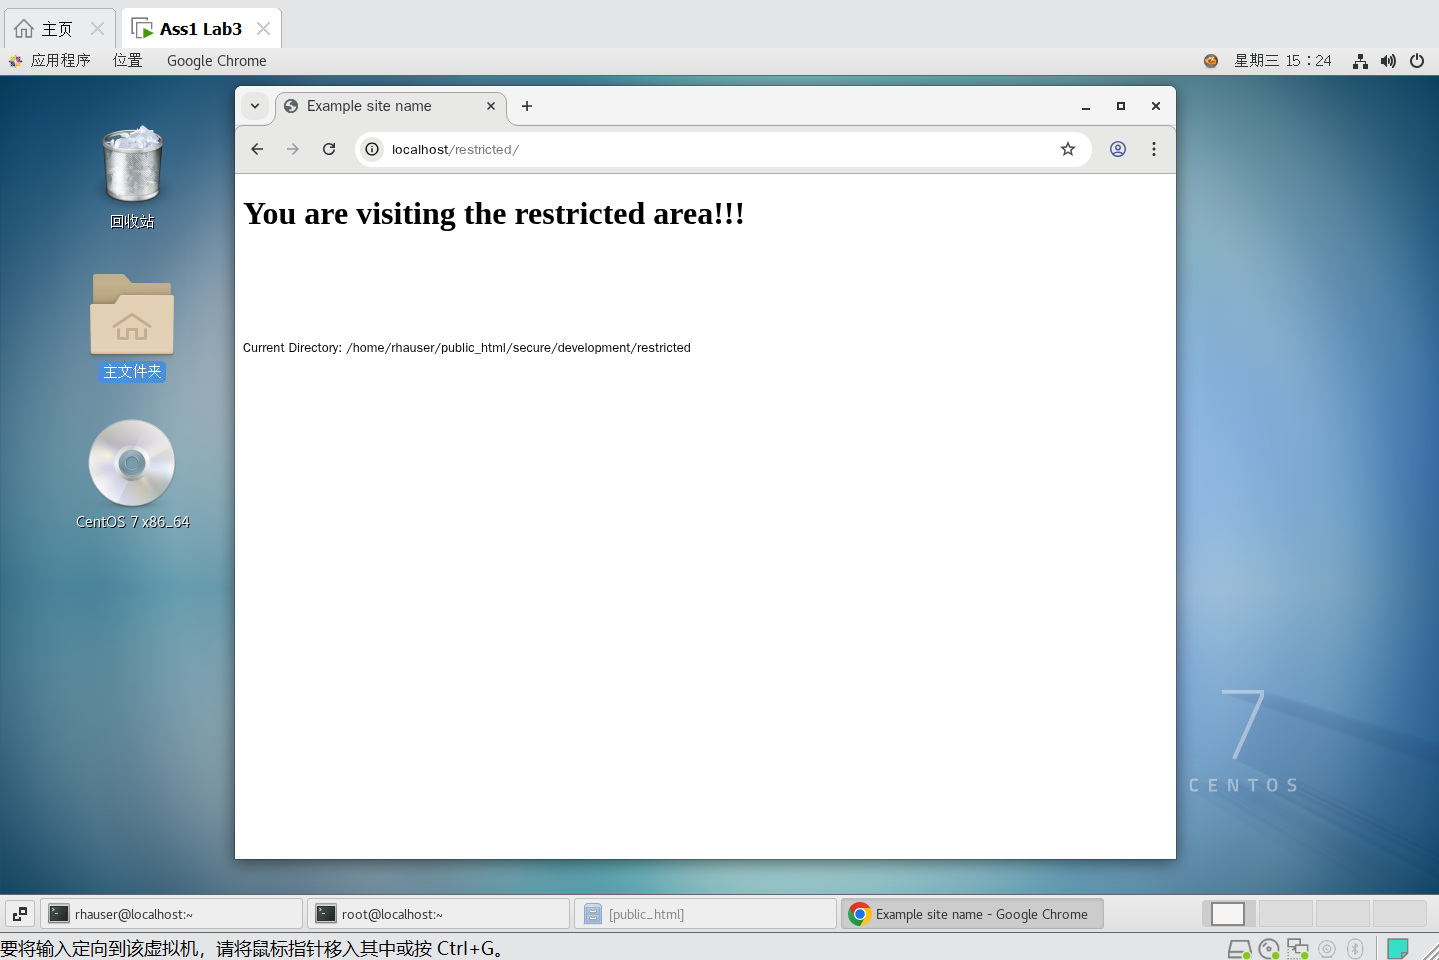 主页
Ass1 Lab3
应用程序 位置 Google Chrome
星期三 15:24
Example site name
localhost/restricted/
You are visiting the restricted area!!!
Current Directory: /home/rhauser/public_html/secure/development/restricted
回收站
主文件夹
CentOS 7 x86_64
7
CENTOS
rhauser@localhost:~
root@localhost:~
[public_html]
Example site name - Google Chrome
要将输入定向到该虚拟机，请将鼠标指针移入其中或按 Ctrl+G。